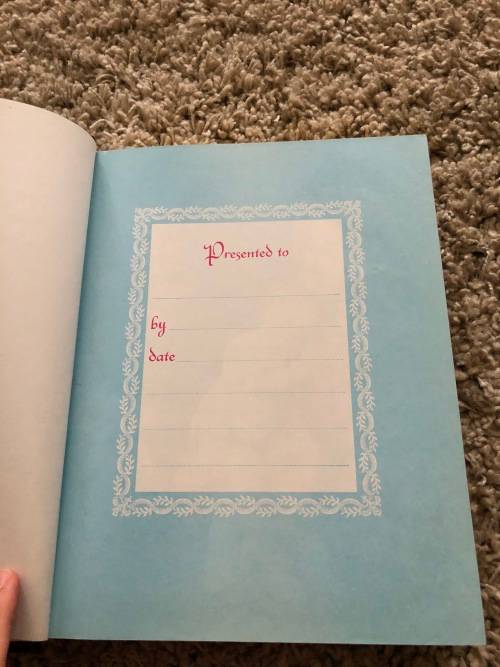 Presented to
by
date